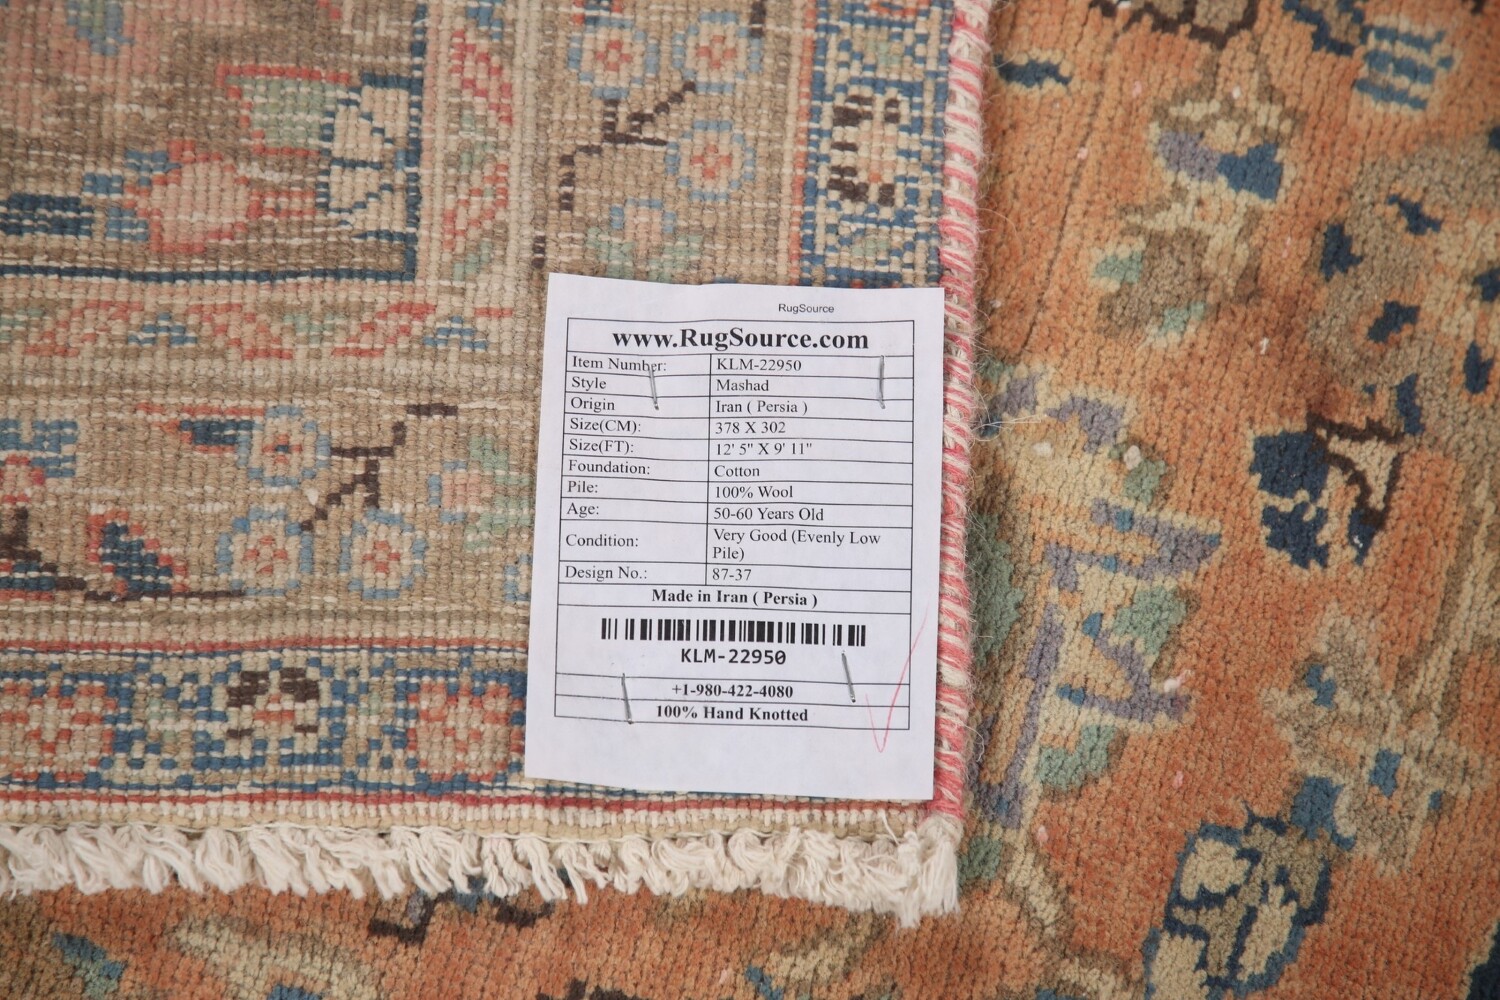 RugSource
www.RugSource.com
Item Number: KLM-22950
Style Mashad
Origin Iran ( Persia )
Size(CM): 378 X 302
Size(FT): 12' 5" X 9' 11"
Foundation: Cotton
Pile: 100% Wool
Age: 50-60 Years Old
Condition: Very Good (Evenly Low
Pile)
Design No.: 87-37
Made in Iran ( Persia )
KLM-22950
+1-980-422-4080
100% Hand Knotted